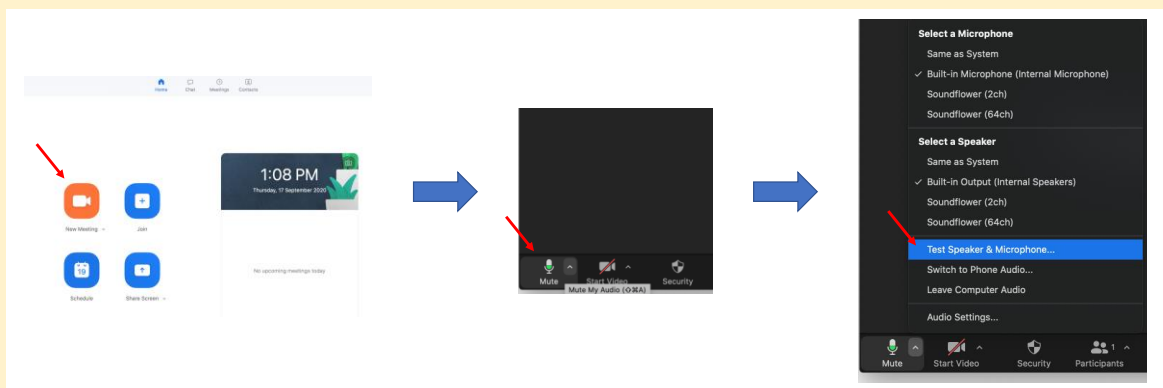 Home Chat Meetings Contacts
1:08 PM
Thursday, 17 September 2020
New Meeting Join
19
No upcoming meetings today
Schedule Share Screen
Mute Start Video Security
Mute My Audio (⇧⌘A)
Select a Microphone
Same as System
✓ Built-in Microphone (Internal Microphone)
Soundflower (2ch)
Soundflower (64ch)
Select a Speaker
Same as System
✓ Built-in Output (Internal Speakers)
Soundflower (2ch)
Soundflower (64ch)
Test Speaker & Microphone...
Switch to Phone Audio...
Leave Computer Audio
Audio Settings...
1
Mute Start Video Security Participants